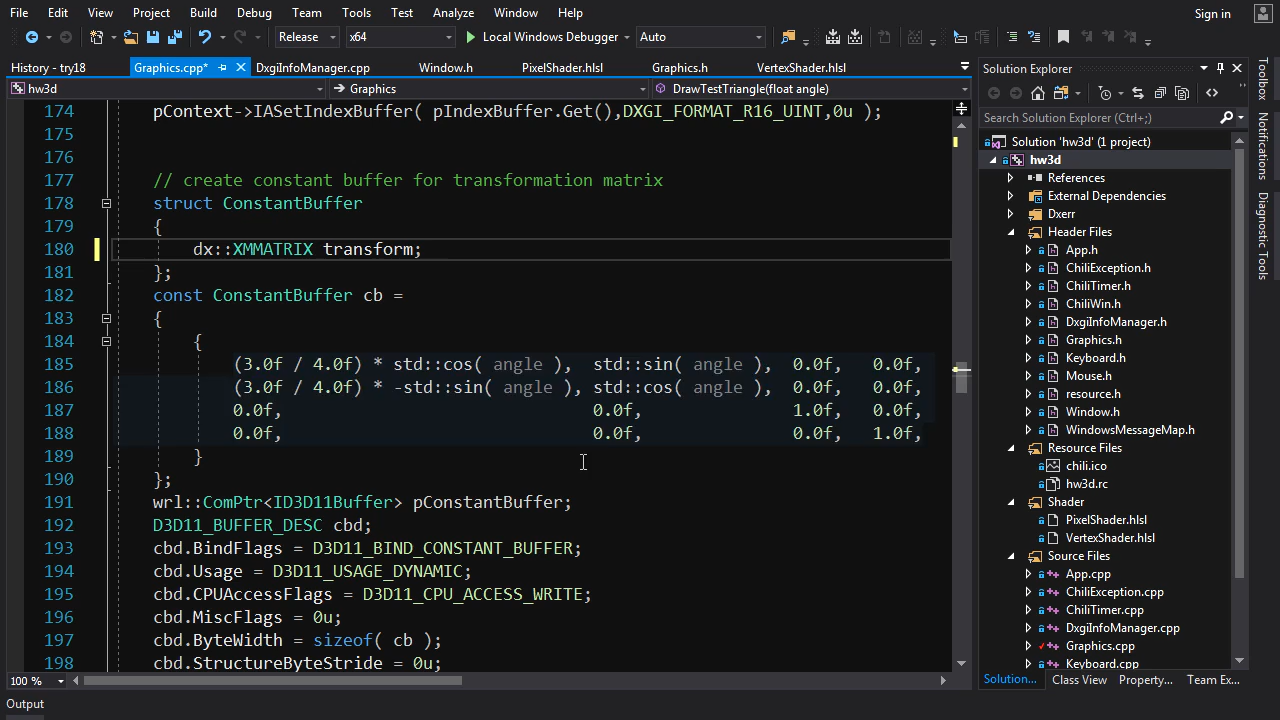 File Edit View Project Build Debug Team Tools Test Analyze Window Help Sign in
Release x64 Local Windows Debugger Auto
History - try18 Graphics.cpp* DxgiInfoManager.cpp Window.h PixelShader.hlsl Graphics.h VertexShader.hlsl
hw3d Graphics DrawTestTriangle(float angle)
174 pContext->IASetIndexBuffer( pIndexBuffer.Get(),DXGI_FORMAT_R16_UINT,0u );
175
176
177 // create constant buffer for transformation matrix
178 struct ConstantBuffer
179 {
180 dx::XMMATRIX transform;
181 };
182 const ConstantBuffer cb =
183 {
184 {
185 (3.0f / 4.0f) * std::cos( angle ), std::sin( angle ), 0.0f, 0.0f,
186 (3.0f / 4.0f) * -std::sin( angle ), std::cos( angle ), 0.0f, 0.0f,
187 0.0f, 0.0f, 1.0f, 0.0f,
188 0.0f, 0.0f, 0.0f, 1.0f,
189 }
190 };
191 wrl::ComPtr<ID3D11Buffer> pConstantBuffer;
192 D3D11_BUFFER_DESC cbd;
193 cbd.BindFlags = D3D11_BIND_CONSTANT_BUFFER;
194 cbd.Usage = D3D11_USAGE_DYNAMIC;
195 cbd.CPUAccessFlags = D3D11_CPU_ACCESS_WRITE;
196 cbd.MiscFlags = 0u;
197 cbd.ByteWidth = sizeof( cb );
198 cbd.StructureByteStride = 0u;
100 %
Output
Solution Explorer
Search Solution Explorer (Ctrl+;)
Solution 'hw3d' (1 project)
hw3d
References
External Dependencies
Dxerr
Header Files
App.h
ChiliException.h
ChiliTimer.h
ChiliWin.h
DxgiInfoManager.h
Graphics.h
Keyboard.h
Mouse.h
resource.h
Window.h
WindowsMessageMap.h
Resource Files
chili.ico
hw3d.rc
Shader
PixelShader.hlsl
VertexShader.hlsl
Source Files
App.cpp
ChiliException.cpp
ChiliTimer.cpp
DxgiInfoManager.cpp
Graphics.cpp
Keyboard.cpp
Solution... Class View Property... Team Ex...
Toolbox
Notifications
Diagnostic Tools